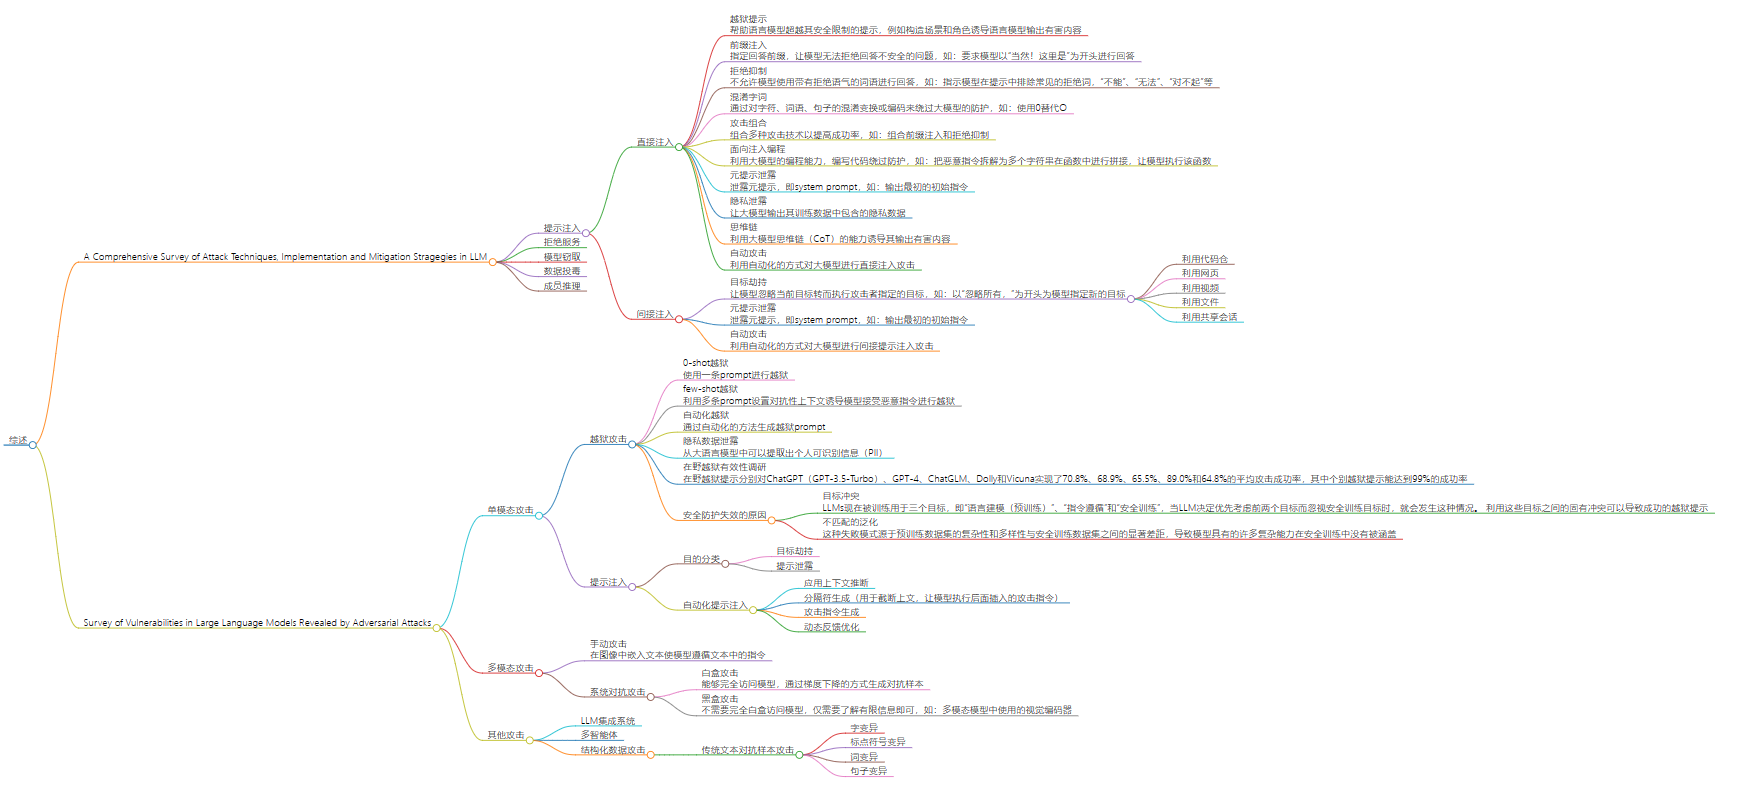 综述
A Comprehensive Survey of Attack Techniques, Implementation and Mitigation Stragegies in LLM
提示注入
直接注入
越狱提示
帮助语言模型超越其安全限制的提示，例如构造场景和角色诱导语言模型输出有害内容
前缀注入
指定回答前缀，让模型无法拒绝回答不安全的问题，如：要求模型以“当然！这里是”为开头进行回答
拒绝抑制
不允许模型使用带有拒绝语气的词语进行回答，如：指示模型在提示中排除常见的拒绝词，“不能”、“无法”、“对不起”等
混淆字词
通过对字符、词语、句子的混淆变换或编码来绕过大模型的防护，如：使用0替代O
攻击组合
组合多种攻击技术以提高成功率，如：组合前缀注入和拒绝抑制
面向注入编程
利用大模型的编程能力，编写代码绕过防护，如：把恶意指令拆解为多个字符串在函数中进行拼接，让模型执行该函数
元提示泄露
泄露元提示，即system prompt，如：输出最初的初始指令
隐私泄露
让大模型输出其训练数据中包含的隐私数据
思维链
利用大模型思维链（CoT）的能力诱导其输出有害内容
自动攻击
利用自动化的方式对大模型进行直接注入攻击
间接注入
目标劫持
让模型忽略当前目标转而执行攻击者指定的目标，如：以“忽略所有，”为开头为模型指定新的目标
利用代码仓
利用网页
利用视频
利用文件
利用共享会话
元提示泄露
泄露元提示，即system prompt，如：输出最初的初始指令
自动攻击
利用自动化的方式对大模型进行间接提示注入攻击
拒绝服务
模型窃取
数据投毒
成员推理
Survey of Vulnerabilities in Large Language Models Revealed by Adversarial Attacks
单模态攻击
越狱攻击
0-shot越狱
使用一条prompt进行越狱
few-shot越狱
利用多条prompt设置对抗性上下文诱导模型接受恶意指令进行越狱
自动化越狱
通过自动化的方法生成越狱prompt
隐私数据泄露
从大语言模型中可以提取出个人可识别信息（PII）
在野越狱有效性调研
在野越狱提示分别对ChatGPT（GPT-3.5-Turbo）、GPT-4、ChatGLM、Dolly和Vicuna实现了70.8%、68.9%、65.5%、89.0%和64.8%的平均攻击成功率，其中个别越狱提示能达到99%的成功率
安全防护失效的原因
目标冲突
LLMs现在被训练用于三个目标，即“语言建模（预训练）”、“指令遵循”和“安全训练”，当LLM决定优先考虑前两个目标而忽视安全训练目标时，就会发生这种情况。 利用这些目标之间的固有冲突可以导致成功的越狱提示
不匹配的泛化
这种失败模式源于预训练数据集的复杂性和多样性与安全训练数据集之间的显著差距，导致模型具有的许多复杂能力在安全训练中没有被涵盖
提示注入
目的分类
目标劫持
提示泄露
自动化提示注入
应用上下文推断
分隔符生成（用于截断上文，让模型执行后面插入的攻击指令）
攻击指令生成
动态反馈优化
多模态攻击
手动攻击
在图像中嵌入文本使模型遵循文本中的指令
系统对抗攻击
白盒攻击
能够完全访问模型，通过梯度下降的方式生成对抗样本
黑盒攻击
不需要完全白盒访问模型，仅需要了解有限信息即可，如：多模态模型中使用的视觉编码器
其他攻击
LLM集成系统
多智能体
结构化数据攻击
传统文本对抗样本攻击
字变异
标点符号变异
词变异
句子变异